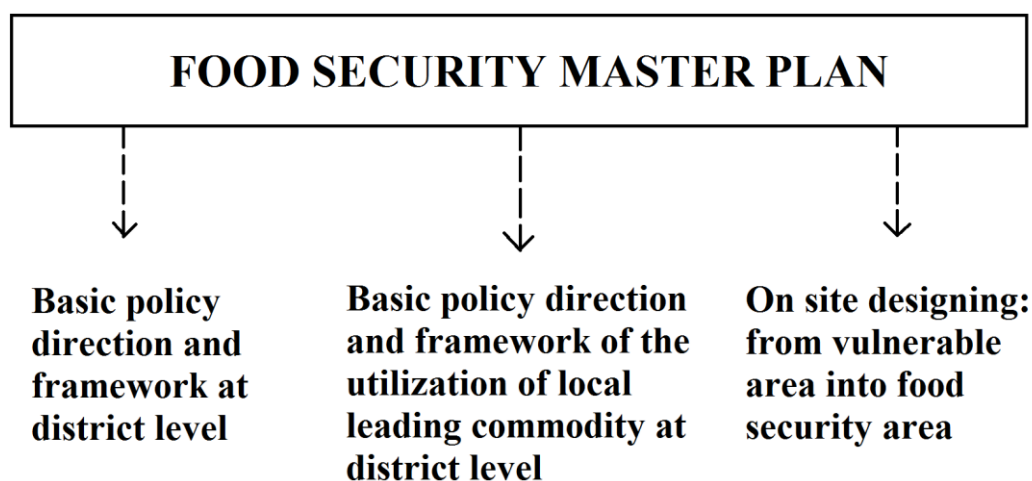 FOOD SECURITY MASTER PLAN
Basic policy
direction and
framework at
district level
Basic policy direction
and framework of the
utilization of local
leading commodity at
district level
On site designing:
from vulnerable
area into food
security area